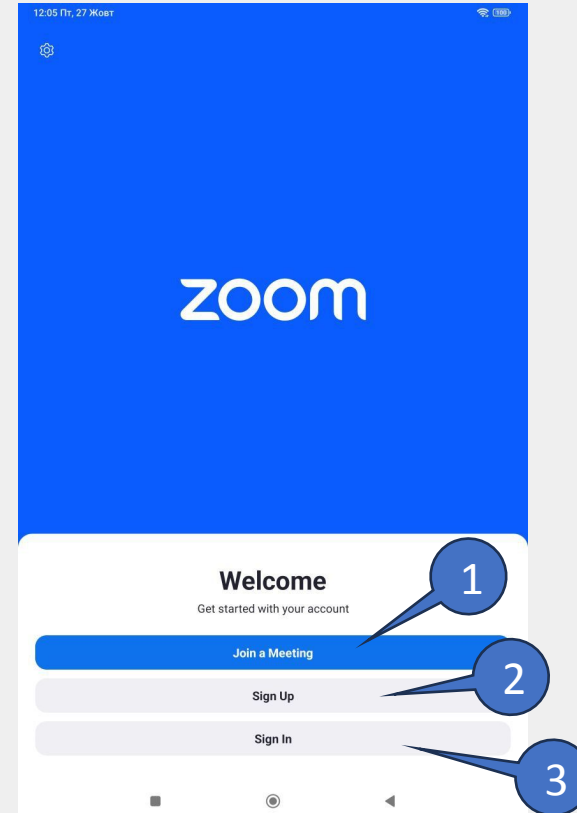 12:05 Пт, 27 Жовт
100
zoom
Welcome
Get started with your account
Join a Meeting
Sign Up
Sign In
1
2
3